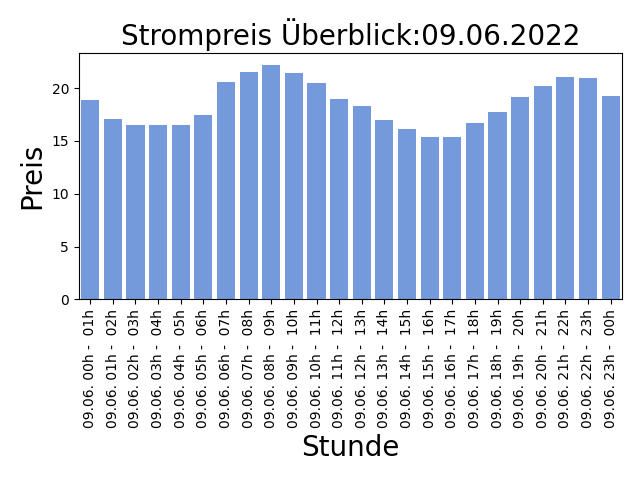 Strompreis Überblick:09.06.2022
Preis
20
15
10
5
0
09.06. 00h -   01h
09.06. 01h -   02h
09.06. 02h -   03h
09.06. 03h -   04h
09.06. 04h -   05h
09.06. 05h -   06h
09.06. 06h -   07h
09.06. 07h -   08h
09.06. 08h -   09h
09.06. 09h -   10h
09.06. 10h -   11h
09.06. 11h -   12h
09.06. 12h -   13h
09.06. 13h -   14h
09.06. 14h -   15h
09.06. 15h -   16h
09.06. 16h -   17h
09.06. 17h -   18h
09.06. 18h -   19h
09.06. 19h -   20h
09.06. 20h -   21h
09.06. 21h -   22h
09.06. 22h -   23h
09.06. 23h -   00h
Stunde